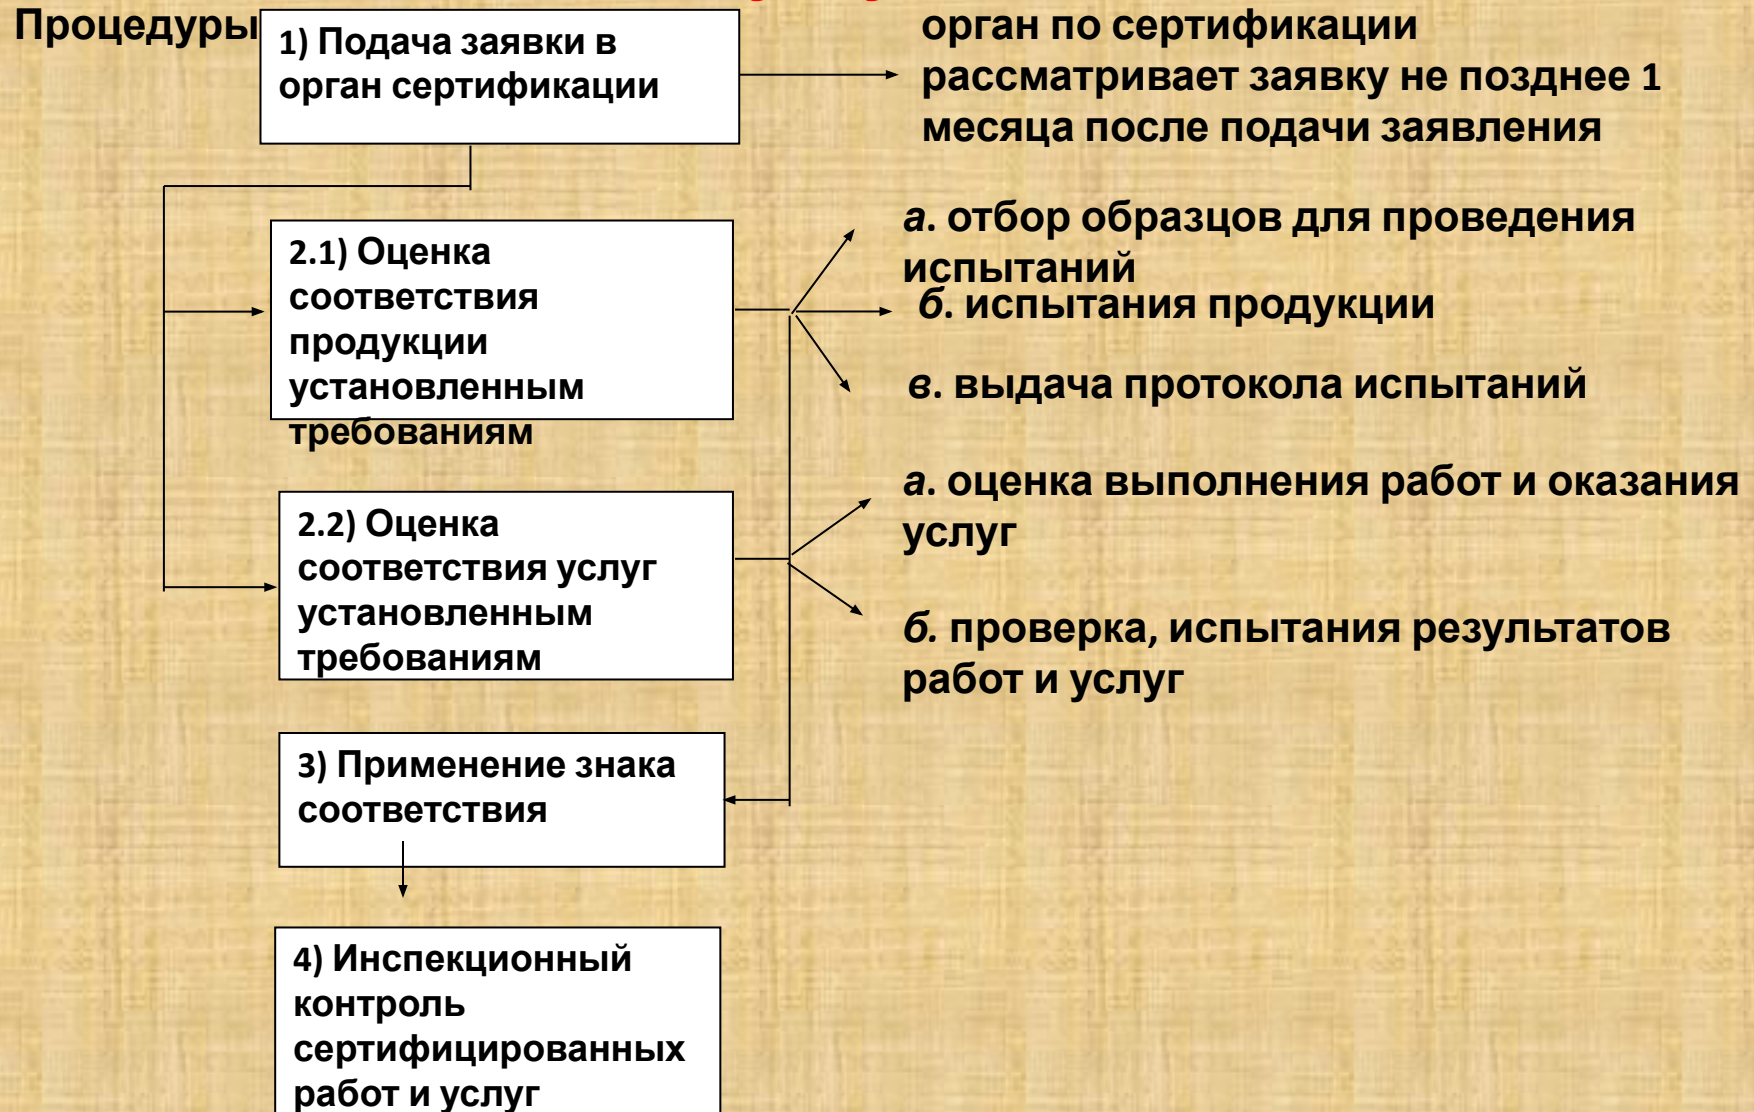 Процедуры
1) Подача заявки в
орган сертификации
орган по сертификации
рассматривает заявку не позднее 1
месяца после подачи заявления
2.1) Оценка
соответствия
продукции
установленным
требованиям
а. отбор образцов для проведения
испытаний
б. испытания продукции
в. выдача протокола испытаний
2.2) Оценка
соответствия услуг
установленным
требованиям
а. оценка выполнения работ и оказания
услуг
б. проверка, испытания результатов
работ и услуг
3) Применение знака
соответствия
4) Инспекционный
контроль
сертифицированных
работ и услуг